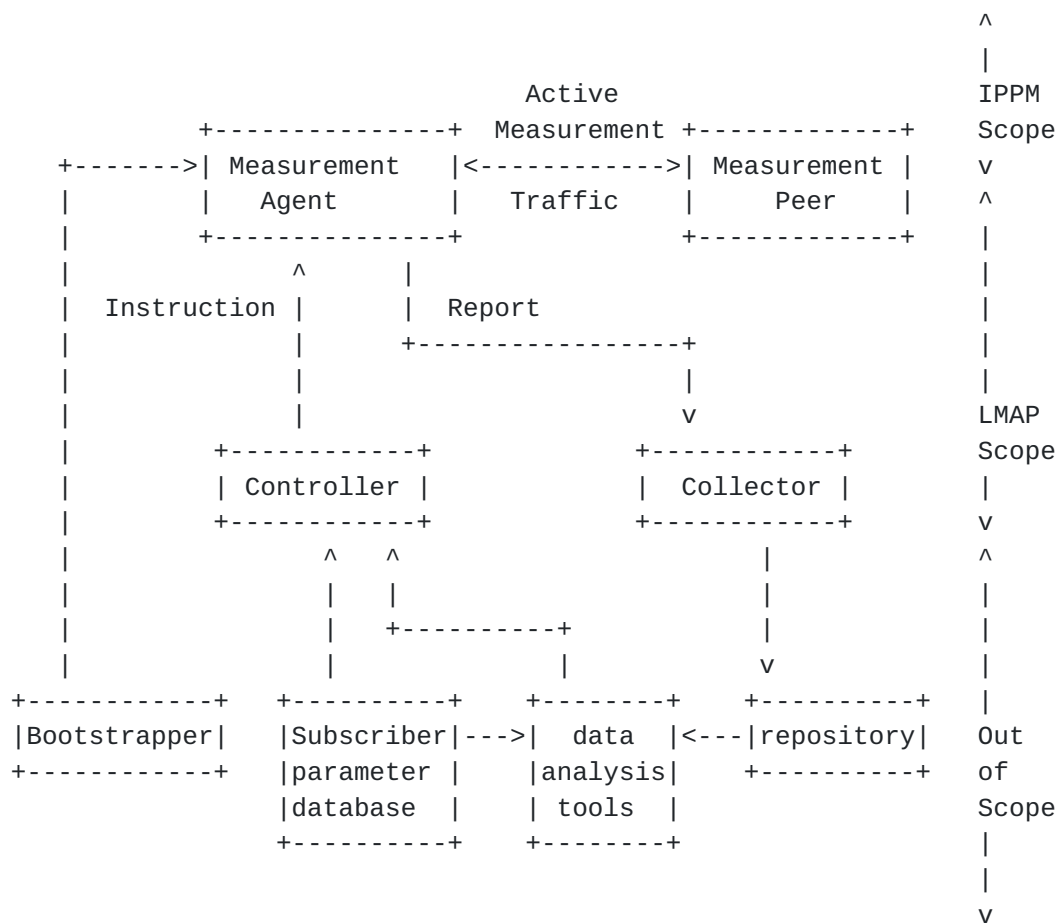 ^
                                                              |
                                 Active                       IPPM
            +---------------+  Measurement +-------------+    Scope
   +------->|  Measurement  |<------------>| Measurement |    v
   |        |    Agent      |   Traffic    |     Peer    |    ^
   |        +---------------+              +-------------+    |
   |              ^      |                                    |
   |  Instruction |      |  Report                            |
   |              |      +-----------------+                  |
   |              |                        |                  |
   |              |                        v                  LMAP
   |         +------------+             +------------+        Scope
   |         | Controller |             |  Collector |        |
   |         +------------+             +------------+        v
   |                ^   ^                       |             ^
   |                |   |                       |             |
   |                |   +----------+            |             |
   |                |              |            v             |
+------------+   +----------+    +--------+    +----------+   |
|Bootstrapper|   |Subscriber|--->|  data  |<---|repository|   Out
+------------+   |parameter |    |analysis|    +----------+   of
                 |database  |    | tools  |                   Scope
                 +----------+    +--------+                   |
                                                              |
                                                              v